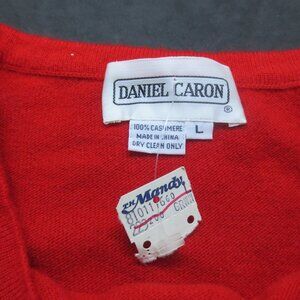 DANIEL CARON
®
100% CASHMERE
MADE IN CHINA
DRY CLEAN ONLY
L
Mandy